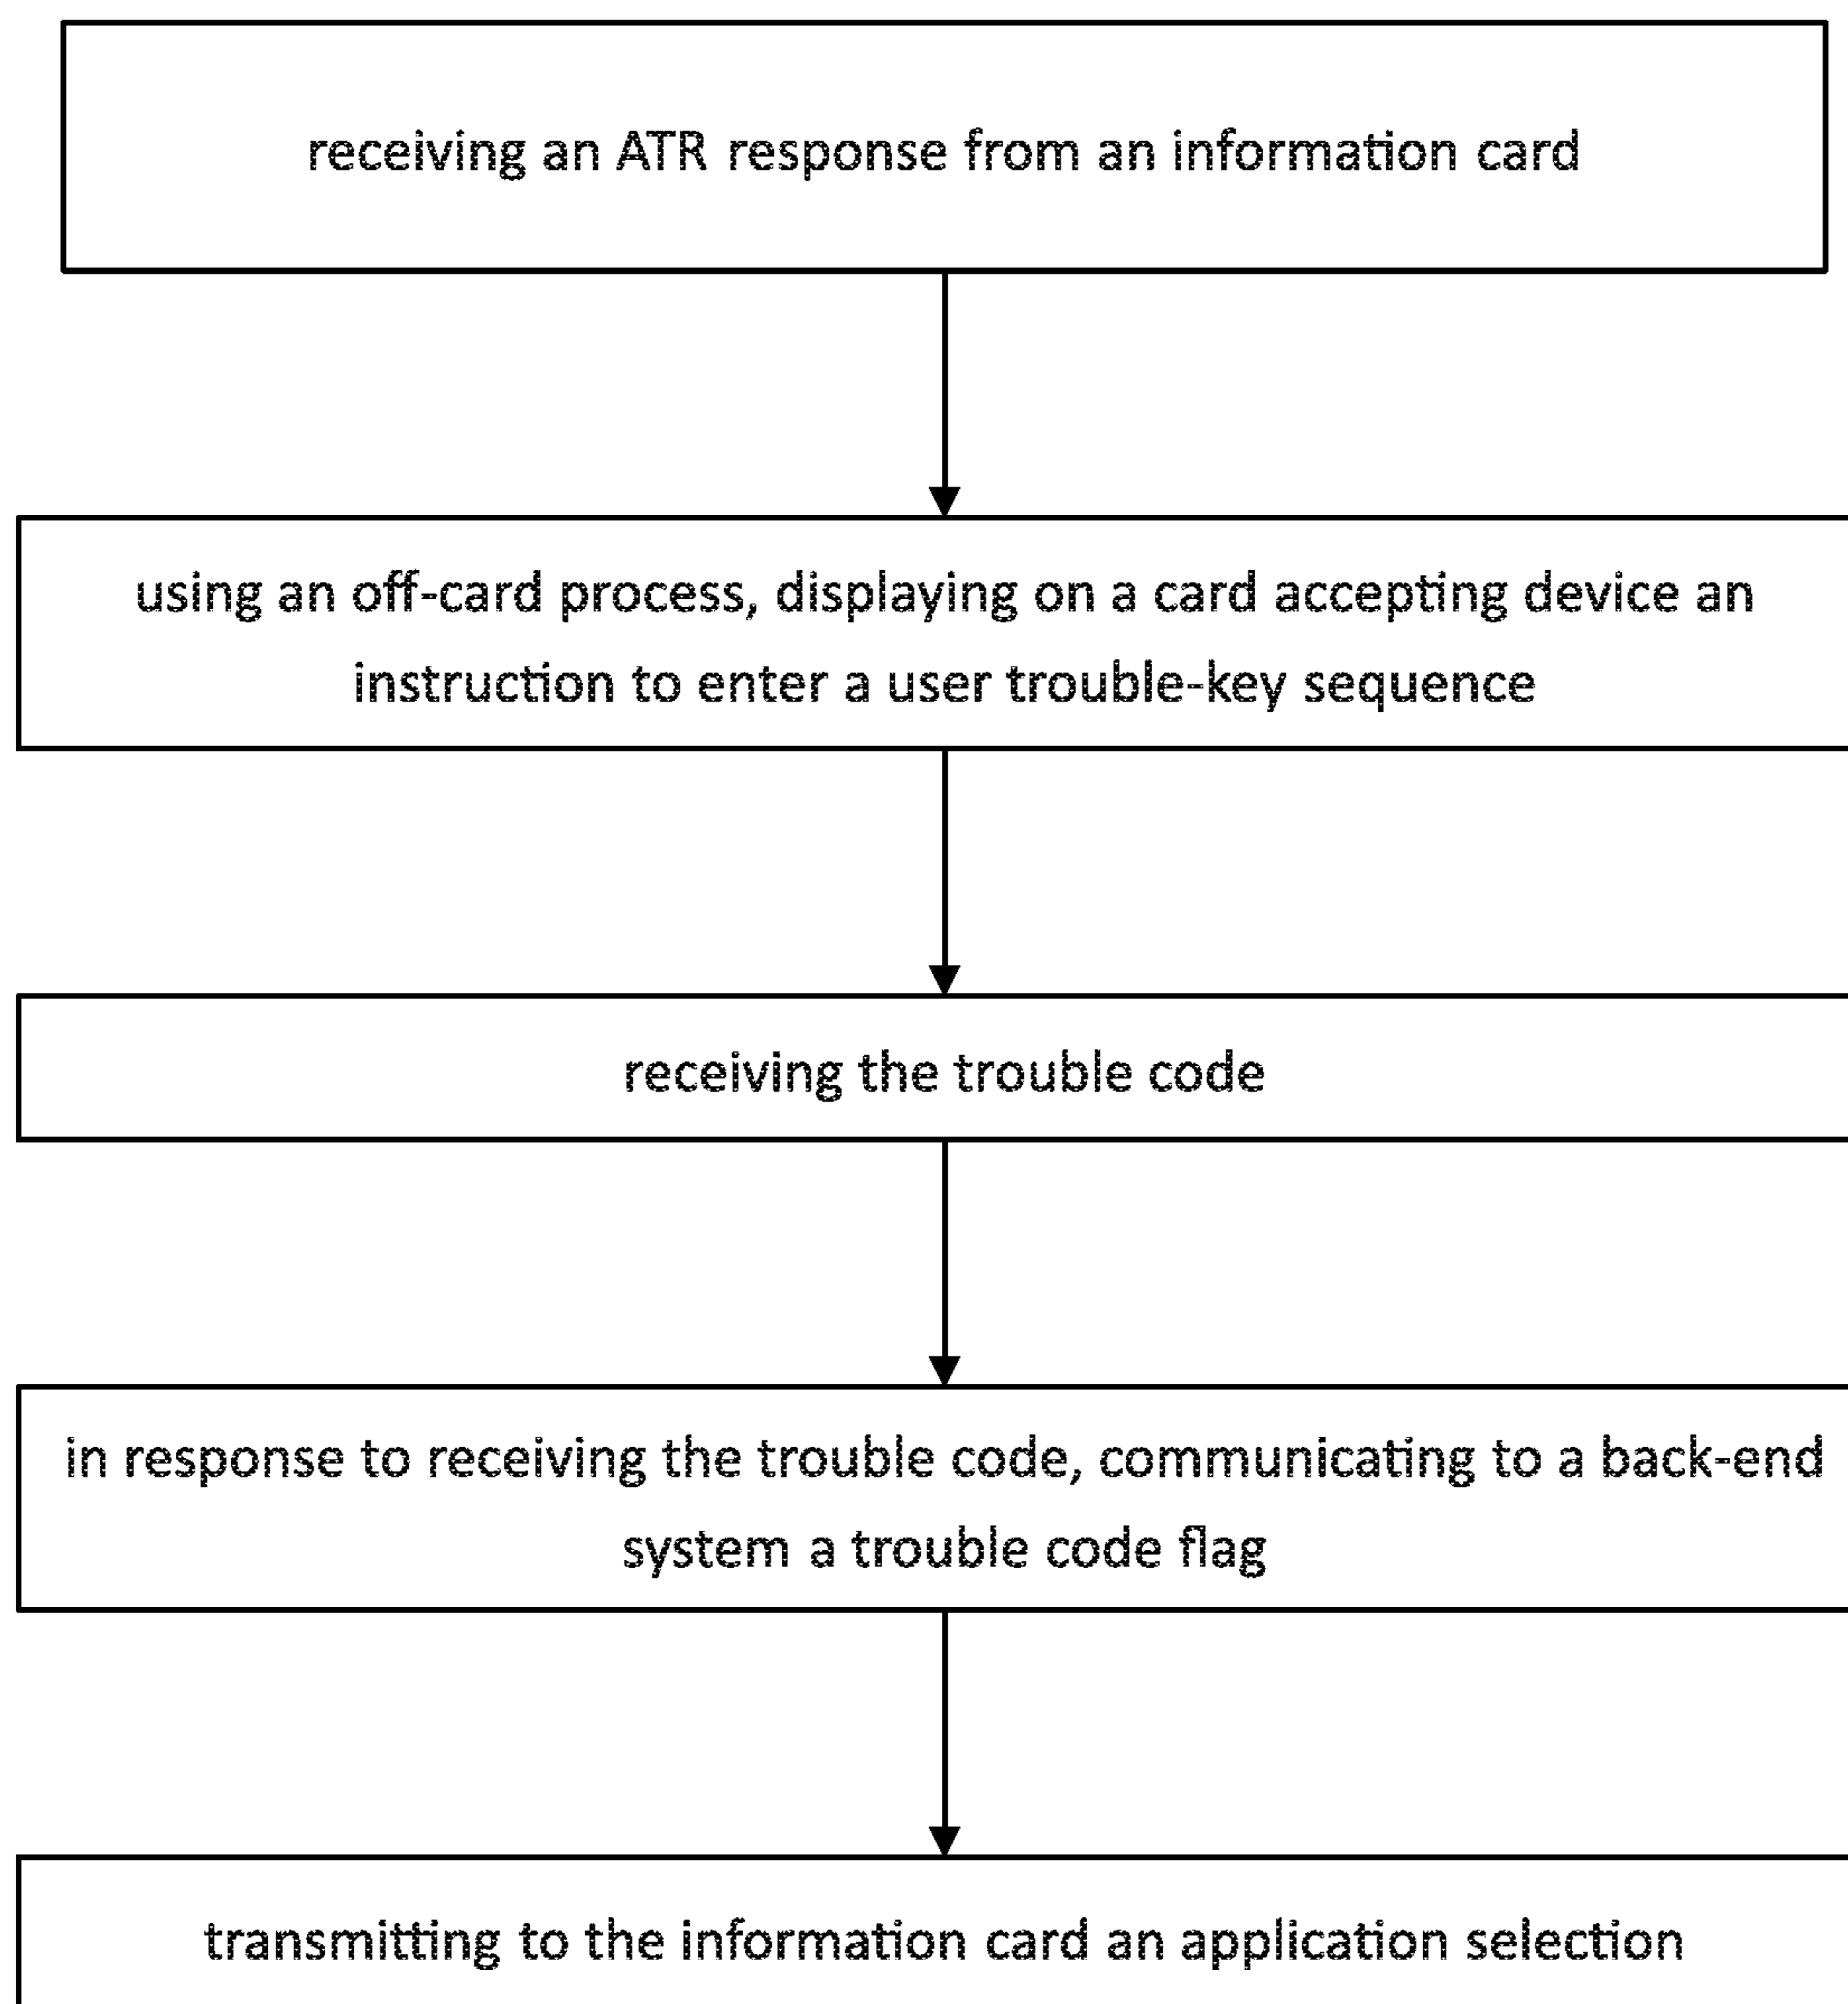 receiving an ATR response from an information card
using an off-card process, displaying on a card accepting device an
instruction to enter a user trouble-key sequence
receiving the trouble code
in response to receiving the trouble code, communicating to a back-end
system a trouble code flag
transmitting to the information card an application selection